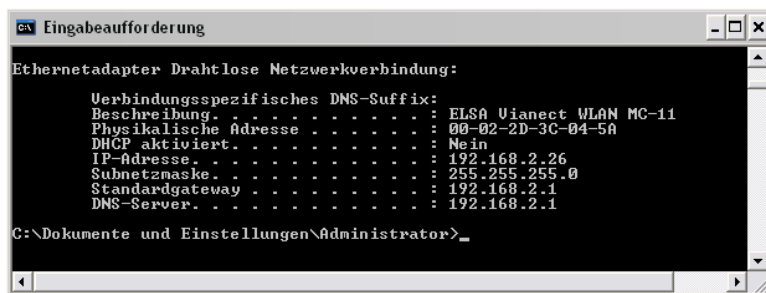 Eingabeaufforderung
Ethernetadapter Drahtlose Netzwerkverbindung:
Verbindungsspezifisches DNS-Suffix:
Beschreibung. . . . . . . . . . . : ELSA Vianect WLAN MC-11
Physikalische Adresse . . . . . . : 00-02-2D-3C-04-5A
DHCP aktiviert. . . . . . . . . . : Nein
IP-Adresse. . . . . . . . . . . . : 192.168.2.26
Subnetzmaske. . . . . . . . . . . : 255.255.255.0
Standardgateway . . . . . . . . . : 192.168.2.1
DNS-Server. . . . . . . . . . . . : 192.168.2.1
C:\Dokumente und Einstellungen\Administrator>_